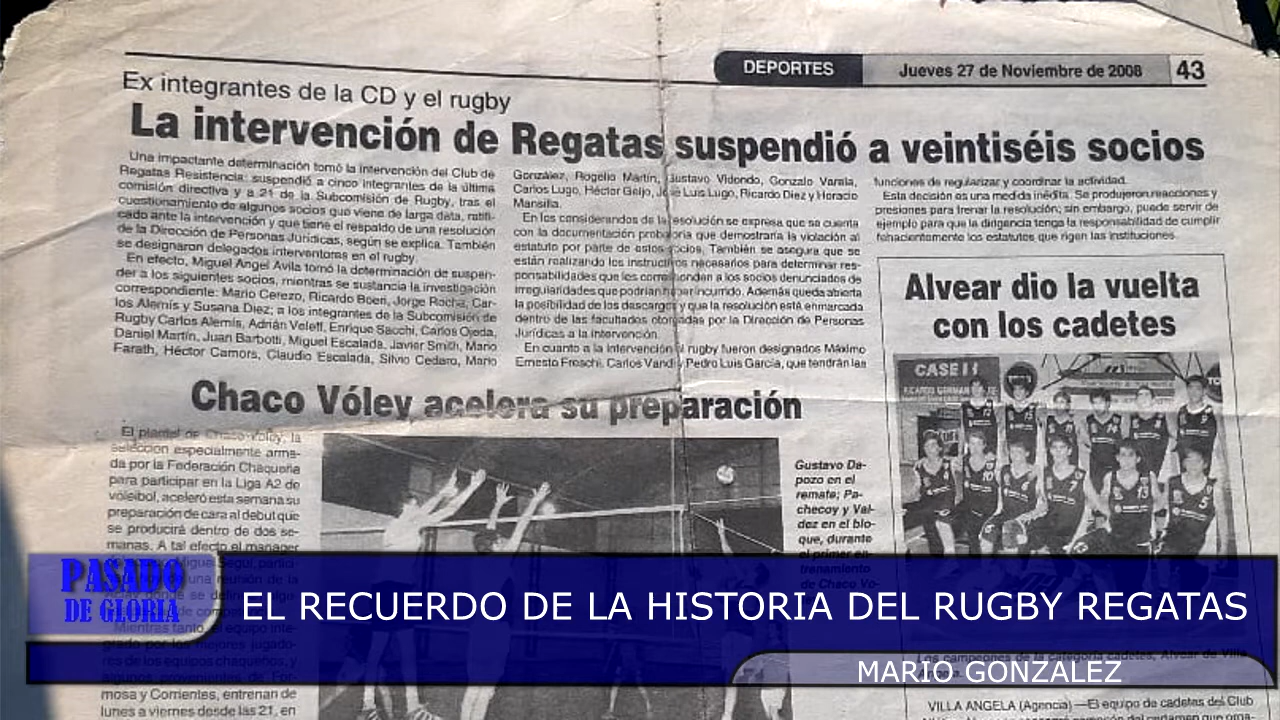 DEPORTES
Jueves 27 de Noviembre de 2008
43
Ex integrantes de la CD y el rugby
La intervención de Regatas suspendió a veintiséis socios
Una impactante determinación tomó la intervención del Club de
Regatas Resistencia: suspendió a cinco integrantes de la última
comisión directiva y a 21 de la Subcomisión de Rugby, tras el
cuestionamiento de algunos socios que viene de larga data, ratifi-
cado ante la intervención y que tiene el respaldo de una resolución
de la Dirección de Personas Jurídicas, según se explica. También
se designaron delegados interventores en el rugby.
En efecto, Miguel Angel Avila tomó la determinación de suspen-
der a los siguientes socios, mientras se sustancia la investigación
correspondiente: Mario Cerezo, Ricardo Boeri, Jorge Rocha, Car-
los Alemís y Susana Díez; a los integrantes de la Subcomisión de
Rugby Carlos Alemís, Adrián Veleff, Enrique Sacchi, Carlos Ojeda,
Daniel Martín, Juan Barbotti, Miguel Escalada, Javier Smith, Mario
Farath, Héctor Camors, Claudio Escalada, Silvio Cedaro, Mario
González, Rogelio Martín, Gustavo Vidondo, Gonzalo Varela,
Carlos Lugo, Héctor Geijo, José Luis Lugo, Ricardo Díez y Horacio
Mansilla.
En los considerandos de la resolución se expresa que se cuenta
con la documentación probatoria que demostraría la violación al
estatuto por parte de estos socios. También se asegura que se
están realizando los instructivos necesarios para determinar res-
ponsabilidades que les corresponden a los socios denunciados de
irregularidades que podrían haber incurrido. Además queda abierta
la posibilidad de los descargos y que la resolución está enmarcada
dentro de las facultades otorgadas por la Dirección de Personas
Jurídicas a la intervención.
En cuanto a la intervención al rugby fueron designados Máximo
Ernesto Freschi, Carlos Vandi y Pedro Luis García, que tendrán las
funciones de regularizar y coordinar la actividad.
Esta decisión es una medida inédita. Se produjeron reacciones y
presiones para frenar la resolución; sin embargo, puede servir de
ejemplo para que la dirigencia tenga la responsabilidad de cumplir
fehacientemente los estatutos que rigen las instituciones.
Chaco Vóley acelera su preparación
El plantel de Chaco Vóley, la
selección especialmente arma-
da por la Federación Chaqueña
para participar en la Liga A2 de
vóleibol, aceleró esta semana su
preparación de cara al debut que
se producirá dentro de dos se-
manas. A tal efecto el manager
Miguel Seguí, partici-
una reunión de la
Mientras tanto, el equipo inte-
grado por los mejores jugado-
res de los equipos chaqueños, y
algunos provenientes de For-
mosa y Corrientes, entrenan de
lunes a viernes desde las 21, en
Gustavo Da-
pozo en el
remate; Pa-
checoy y Val-
dez en el blo-
que, durante
el primer en-
trenamiento
de Chaco Vo-
Alvear dio la vuelta
con los cadetes
CASE IH
Los campeones de la categoría cadetes, Alvear de Villa
Angela.
VILLA ANGELA (Agencia) —El equipo de cadetes del Club
PASADO
DE GLORIA
EL RECUERDO DE LA HISTORIA DEL RUGBY REGATAS
MARIO GONZALEZ